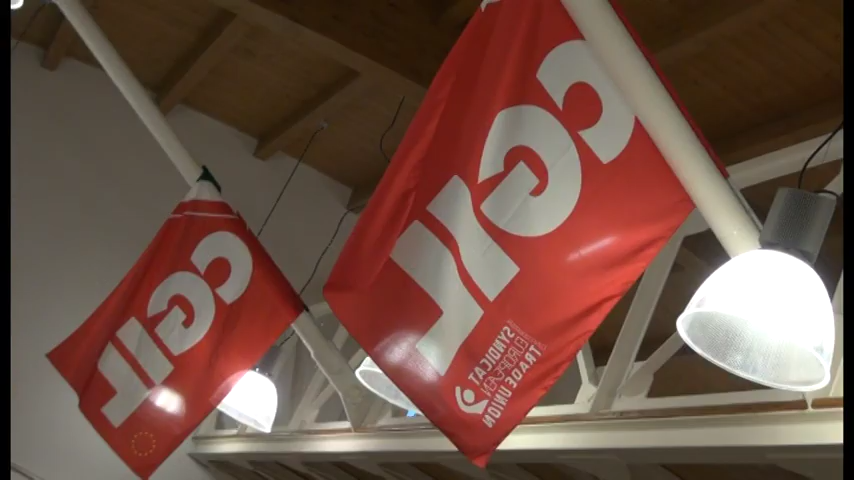 CGIL
CGIL
SYNDICAT
EUROPEAN
TRADE UNION